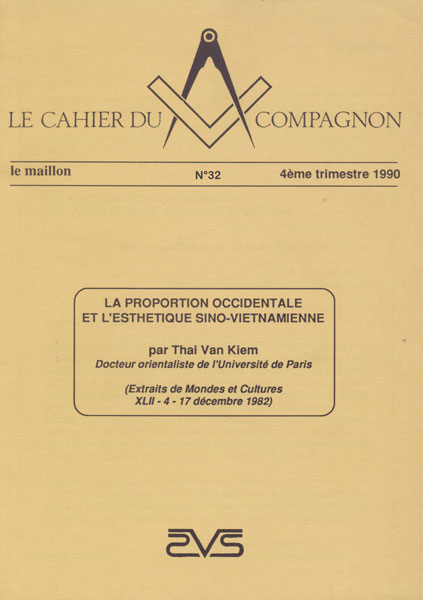 LE CAHIER DU COMPAGNON
le maillon N°32 4ème trimestre 1990
LA PROPORTION OCCIDENTALE
ET L'ESTHETIQUE SINO-VIETNAMIENNE
par Thai Van Kiem
Docteur orientaliste de l'Université de Paris
(Extraits de Mondes et Cultures
XLII - 4 - 17 décembre 1982)